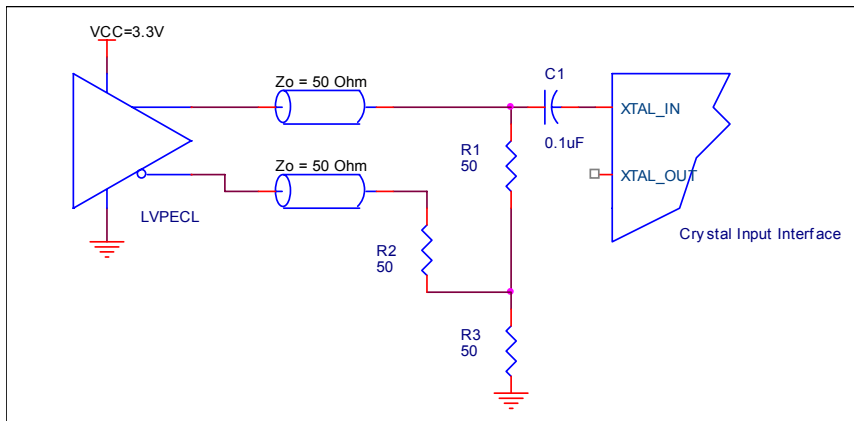 VCC=3.3V
Zo = 50 Ohm
C1
XTAL_IN
0.1uF
R1
50
Zo = 50 Ohm
XTAL_OUT
LVPECL
Crystal Input Interface
R2
50
R3
50